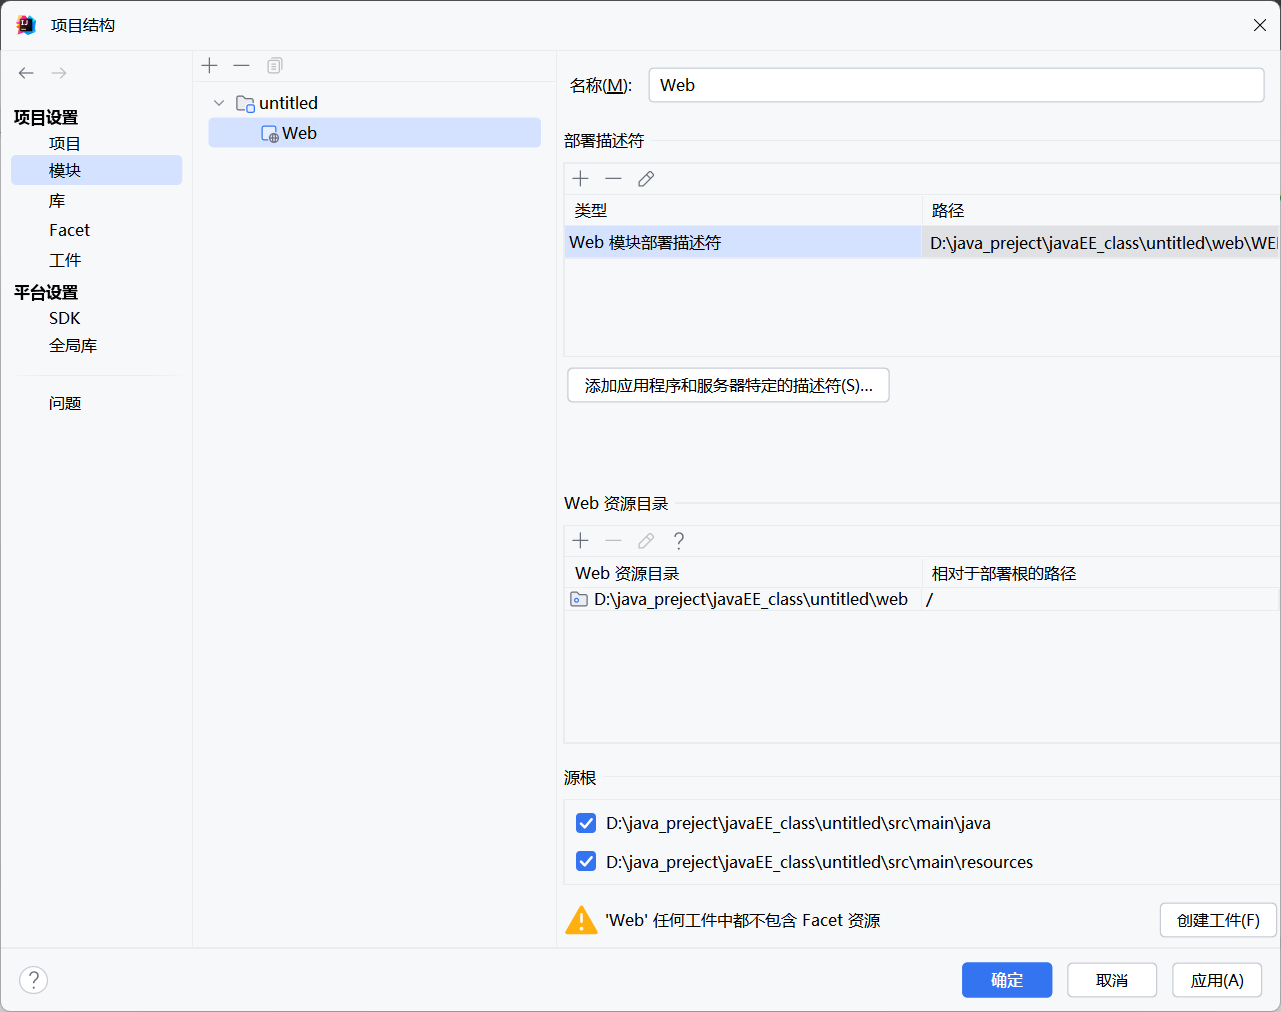 项目结构
项目设置
项目
模块
库
Facet
工件
平台设置
SDK
全局库
问题
untitled
Web
名称(M):
Web
部署描述符
类型
路径
Web 模块部署描述符
D:\java_preject\javaEE_class\untitled\web\WE
添加应用程序和服务器特定的描述符(S)...
Web 资源目录
?
Web 资源目录
相对于部署根的路径
D:\java_preject\javaEE_class\untitled\web
/
源根
D:\java_preject\javaEE_class\untitled\src\main\java
D:\java_preject\javaEE_class\untitled\src\main\resources
'Web' 任何工件中都不包含 Facet 资源
创建工件(F)
?
确定
取消
应用(A)